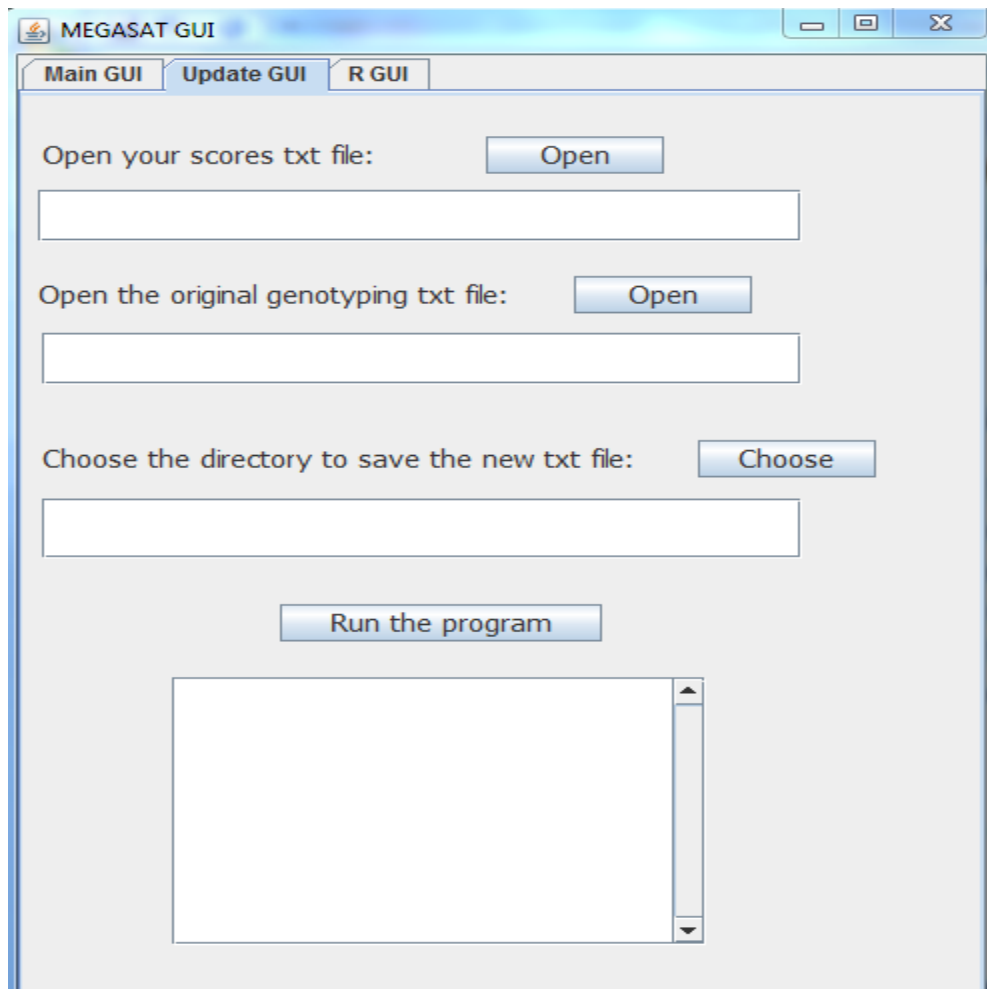 MEGASAT GUI
Main GUI Update GUI R GUI
Open your scores txt file: Open
Open the original genotyping txt file: Open
Choose the directory to save the new txt file: Choose
Run the program